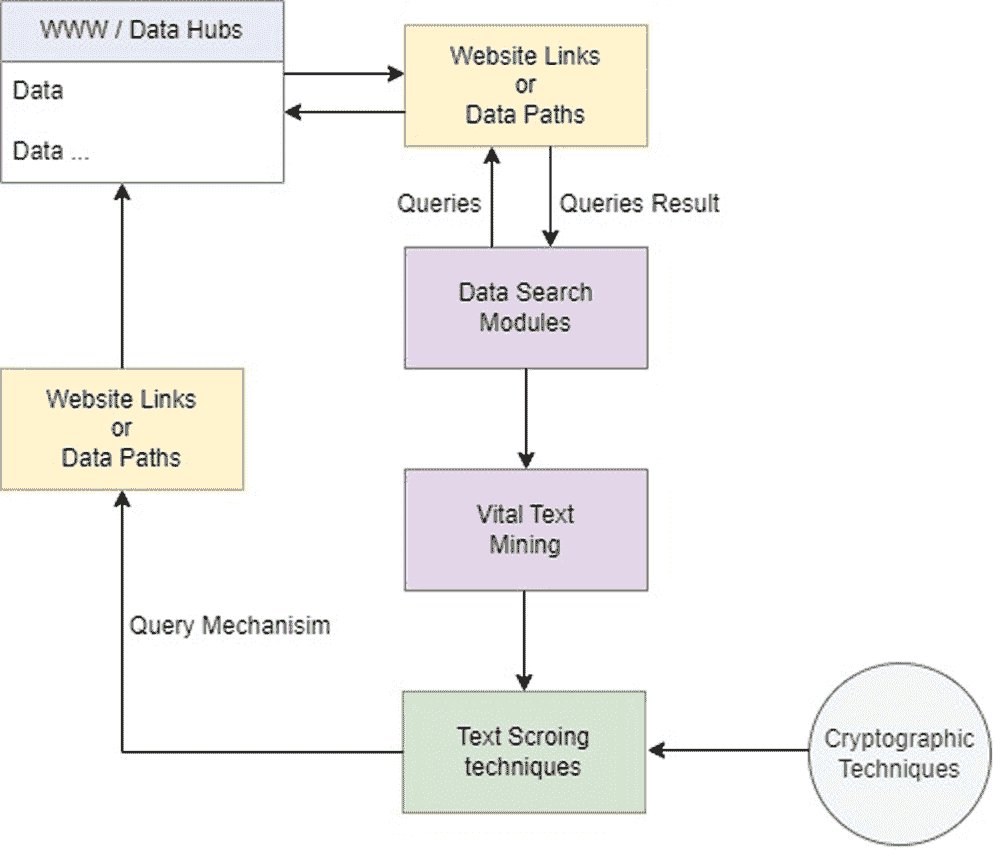 WWW / Data Hubs
Data
Data ...
Website Links
or
Data Paths
Queries
Queries Result
Data Search
Modules
Website Links
or
Data Paths
Vital Text
Mining
Query Mechanisim
Text Scroing
techniques
Cryptographic
Techniques